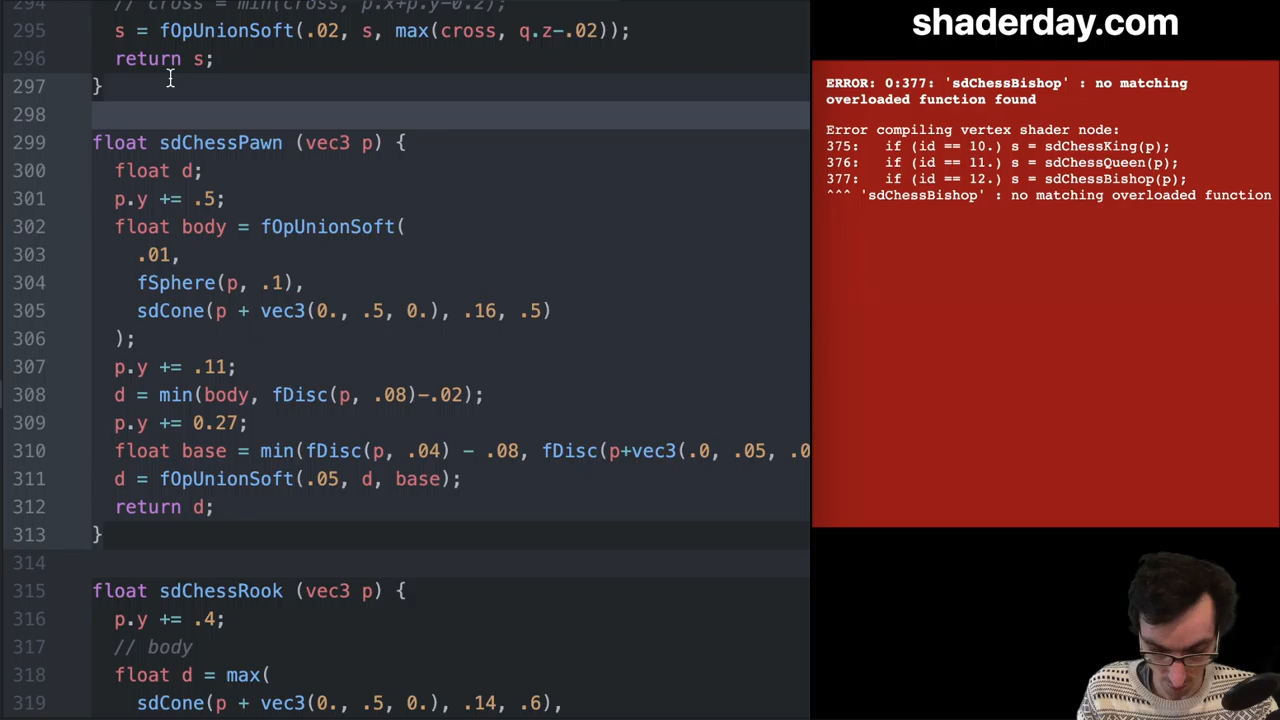 294 // cross = min(cross, p.x+p.y-0.2);
295 s = fOpUnionSoft(.02, s, max(cross, q.z-.02));
296 return s;
297 }
298
299 float sdChessPawn (vec3 p) {
300 float d;
301 p.y += .5;
302 float body = fOpUnionSoft(
303 .01,
304 fSphere(p, .1),
305 sdCone(p + vec3(0., .5, 0.), .16, .5)
306 );
307 p.y += .11;
308 d = min(body, fDisc(p, .08)-.02);
309 p.y += 0.27;
310 float base = min(fDisc(p, .04) - .08, fDisc(p+vec3(.0, .05, .0
311 d = fOpUnionSoft(.05, d, base);
312 return d;
313 }
314
315 float sdChessRook (vec3 p) {
316 p.y += .4;
317 // body
318 float d = max(
319 sdCone(p + vec3(0., .5, 0.), .14, .6),
shaderday.com
ERROR: 0:377: 'sdChessBishop' : no matching
overloaded function found
Error compiling vertex shader node:
375: if (id == 10.) s = sdChessKing(p);
376: if (id == 11.) s = sdChessQueen(p);
377: if (id == 12.) s = sdChessBishop(p);
^^^ 'sdChessBishop' : no matching overloaded function